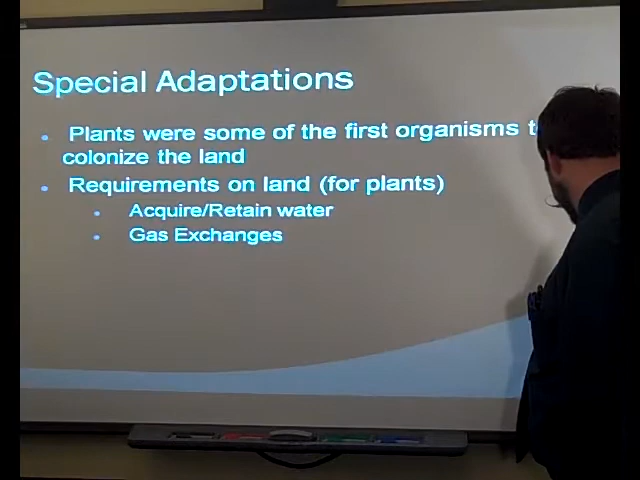 Special Adaptations
Plants were some of the first organisms
colonize the land
Requirements on land (for plants)
Acquire/Retain water
Gas Exchanges